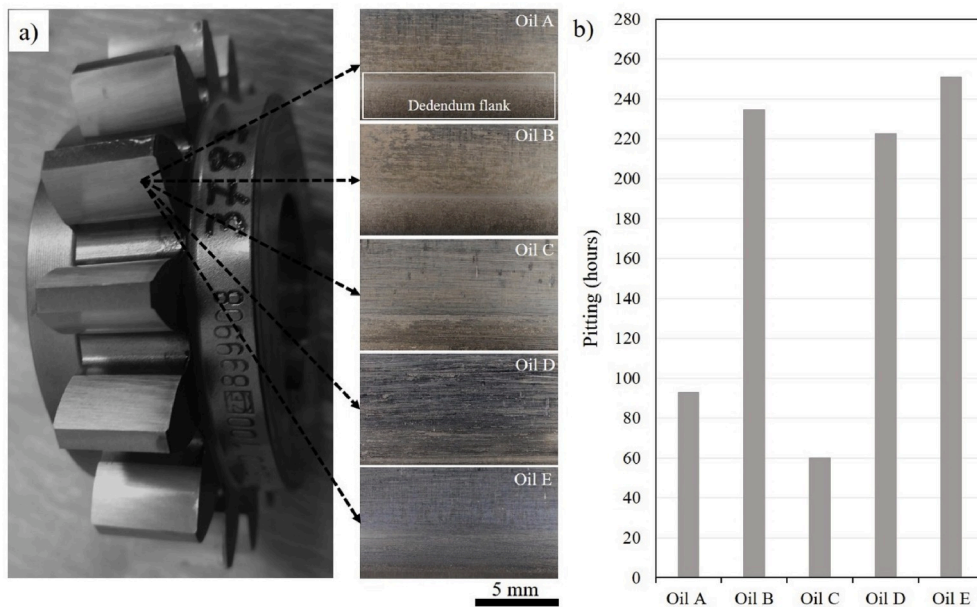 a)
Oil A
Dedendum flank
Oil B
Oil C
Oil D
Oil E
5 mm
b)
Pitting (hours)
280
260
240
220
200
180
160
140
120
100
80
60
40
20
0
Oil A Oil B Oil C Oil D Oil E